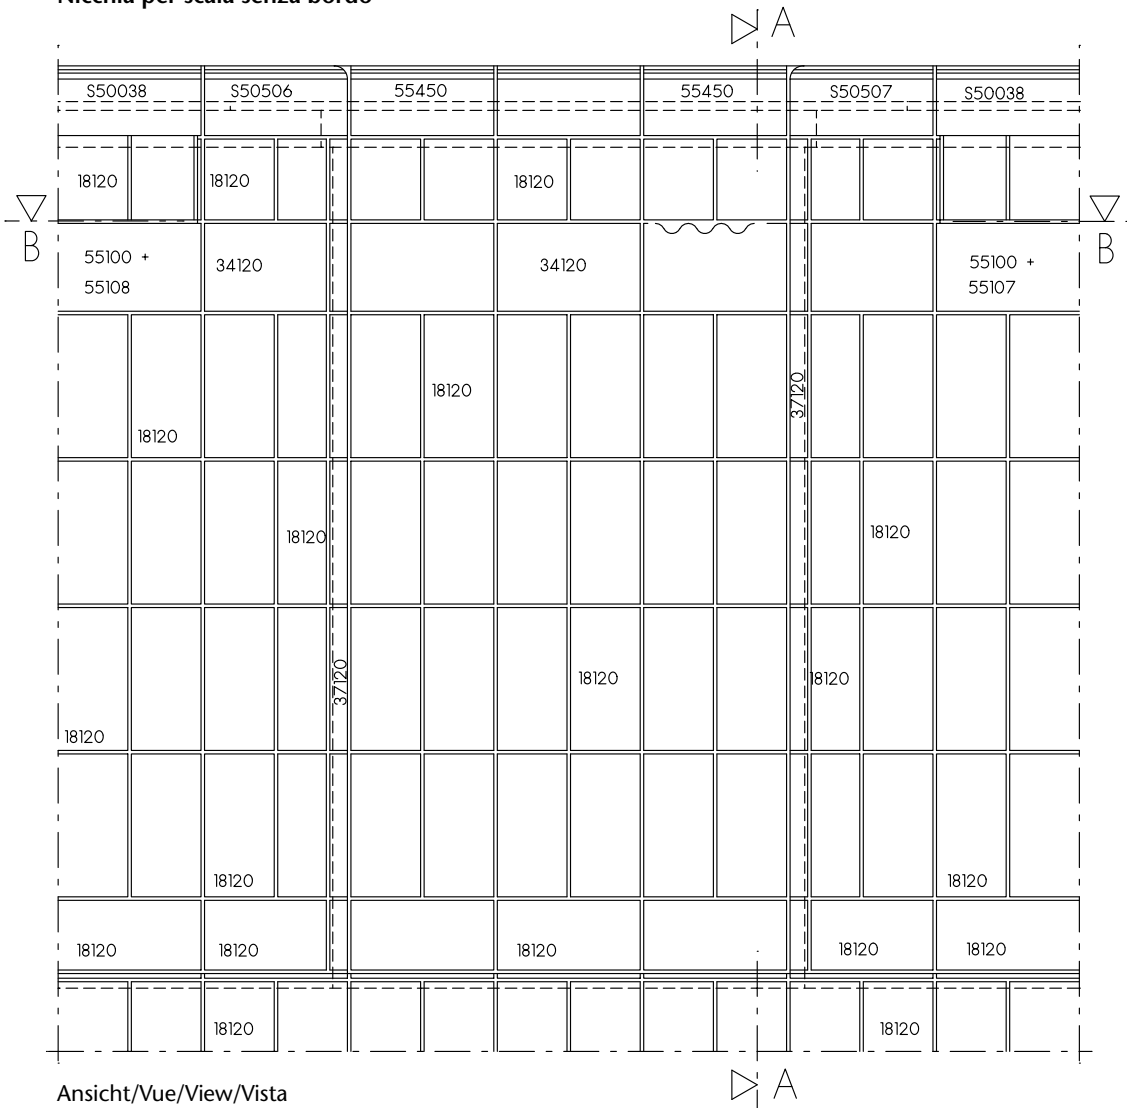 Nicchia per scala senza bordo
A
S50038 S50506 55450 55450 S50507 S50038
18120 18120 18120
B B
55100 + 34120 34120 55100 +
55108 55107
18120 37120
18120
18120 18120
37120 18120 18120
18120
18120 18120
18120 18120 18120 18120 18120
18120 18120
Ansicht/Vue/View/Vista A